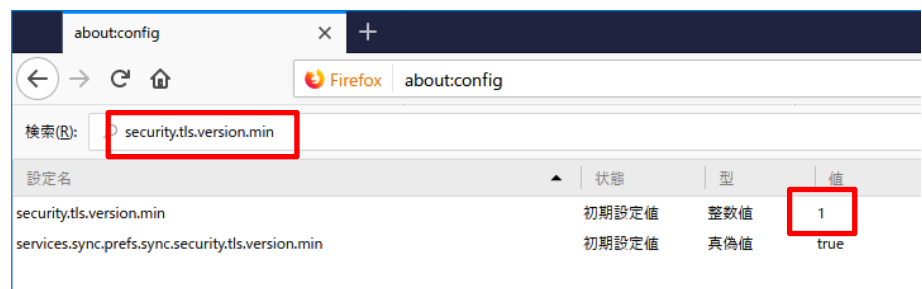 about:config
Firefox about:config
検索(R): security.tls.version.min
設定名 状態 型 値
security.tls.version.min 初期設定値 整数値 1
services.sync.prefs.sync.security.tls.version.min 初期設定値 真偽値 true